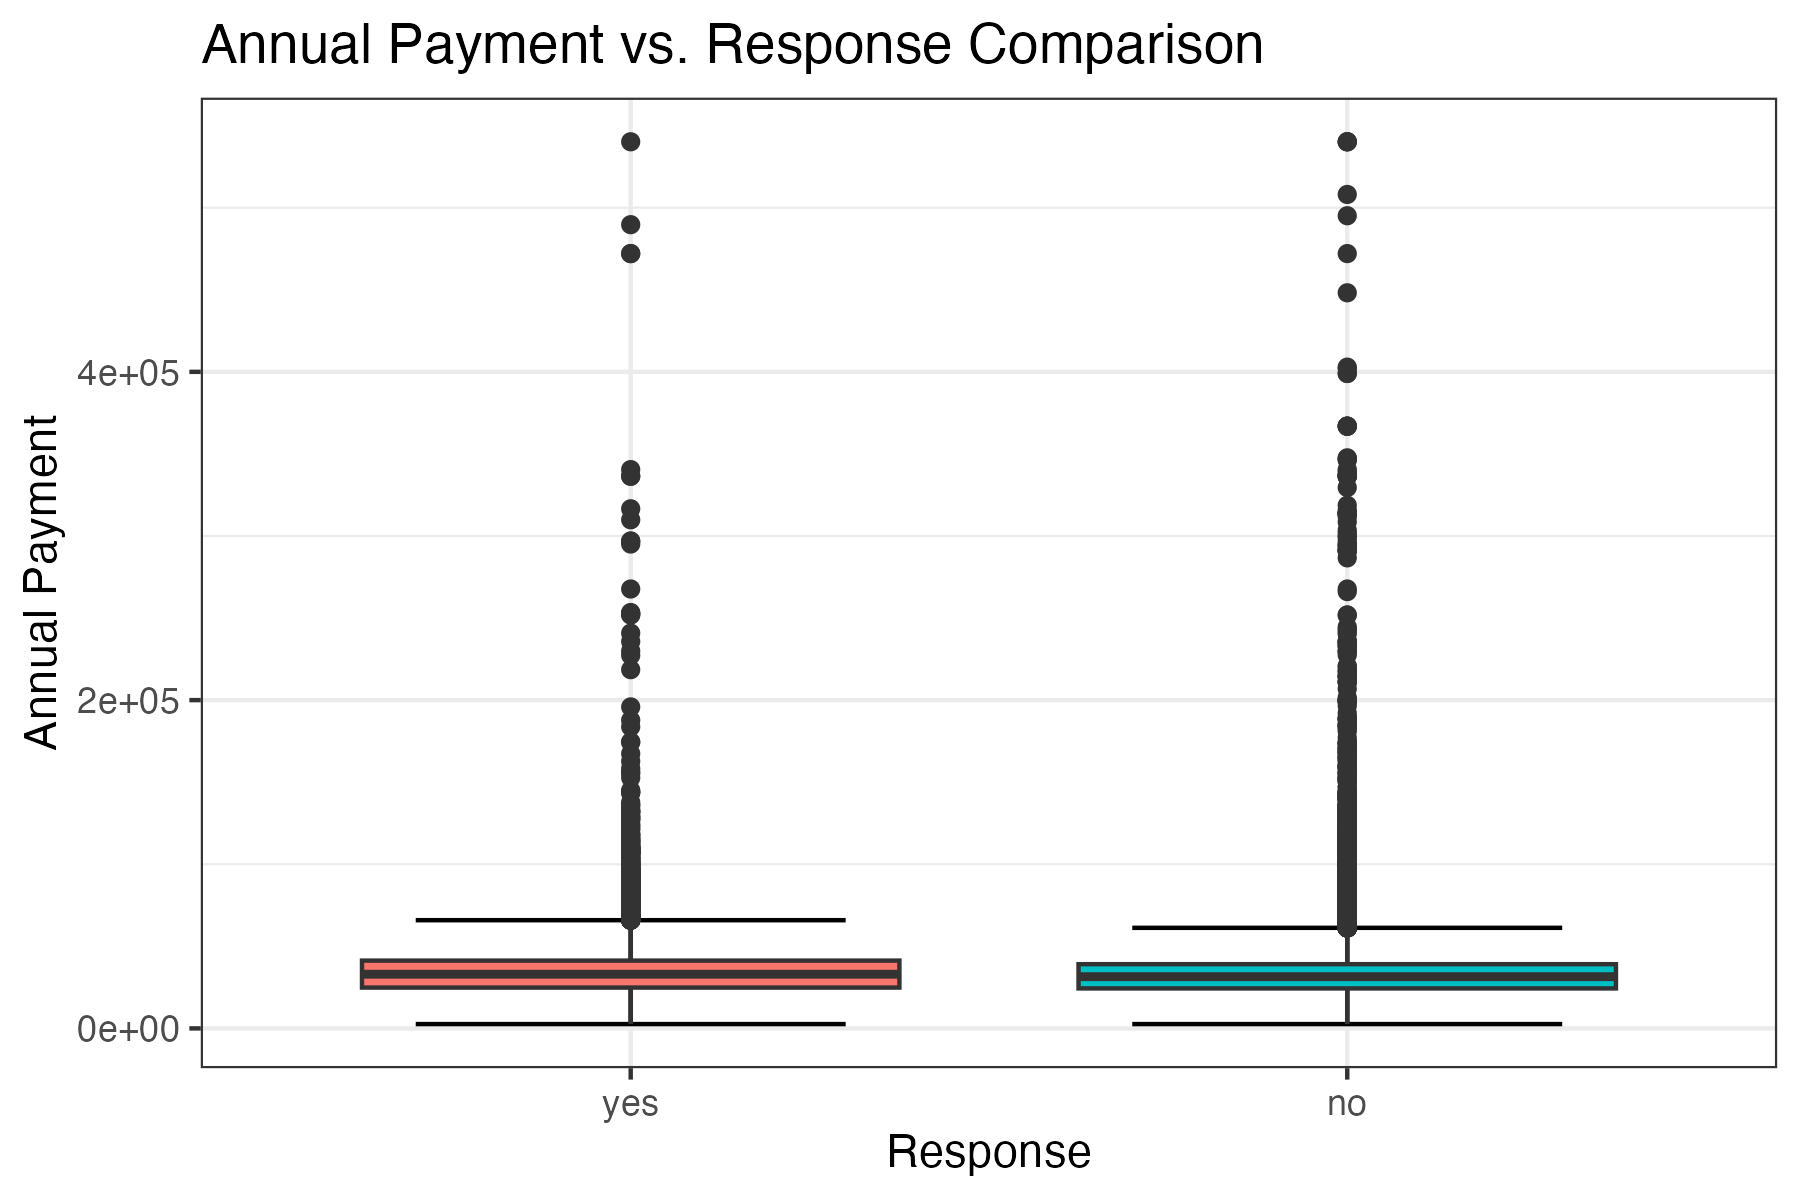 Annual Payment vs. Response Comparison
Annual Payment
4e+05
2e+05
0e+00
yes
no
Response